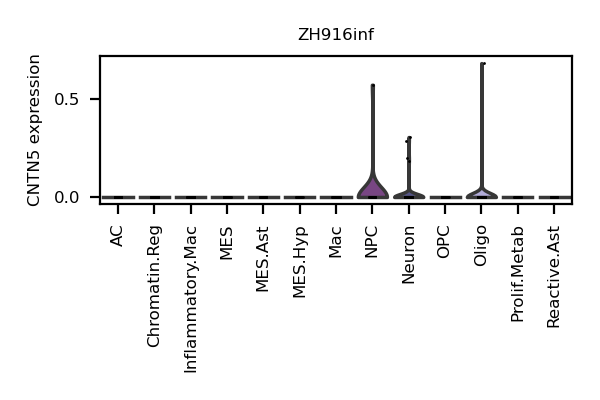 ZH916inf
CNTN5 expression
0.5
0.0
AC
Chromatin.Reg
Inflammatory.Mac
MES
MES.Ast
MES.Hyp
Mac
NPC
Neuron
OPC
Oligo
Prolif.Metab
Reactive.Ast